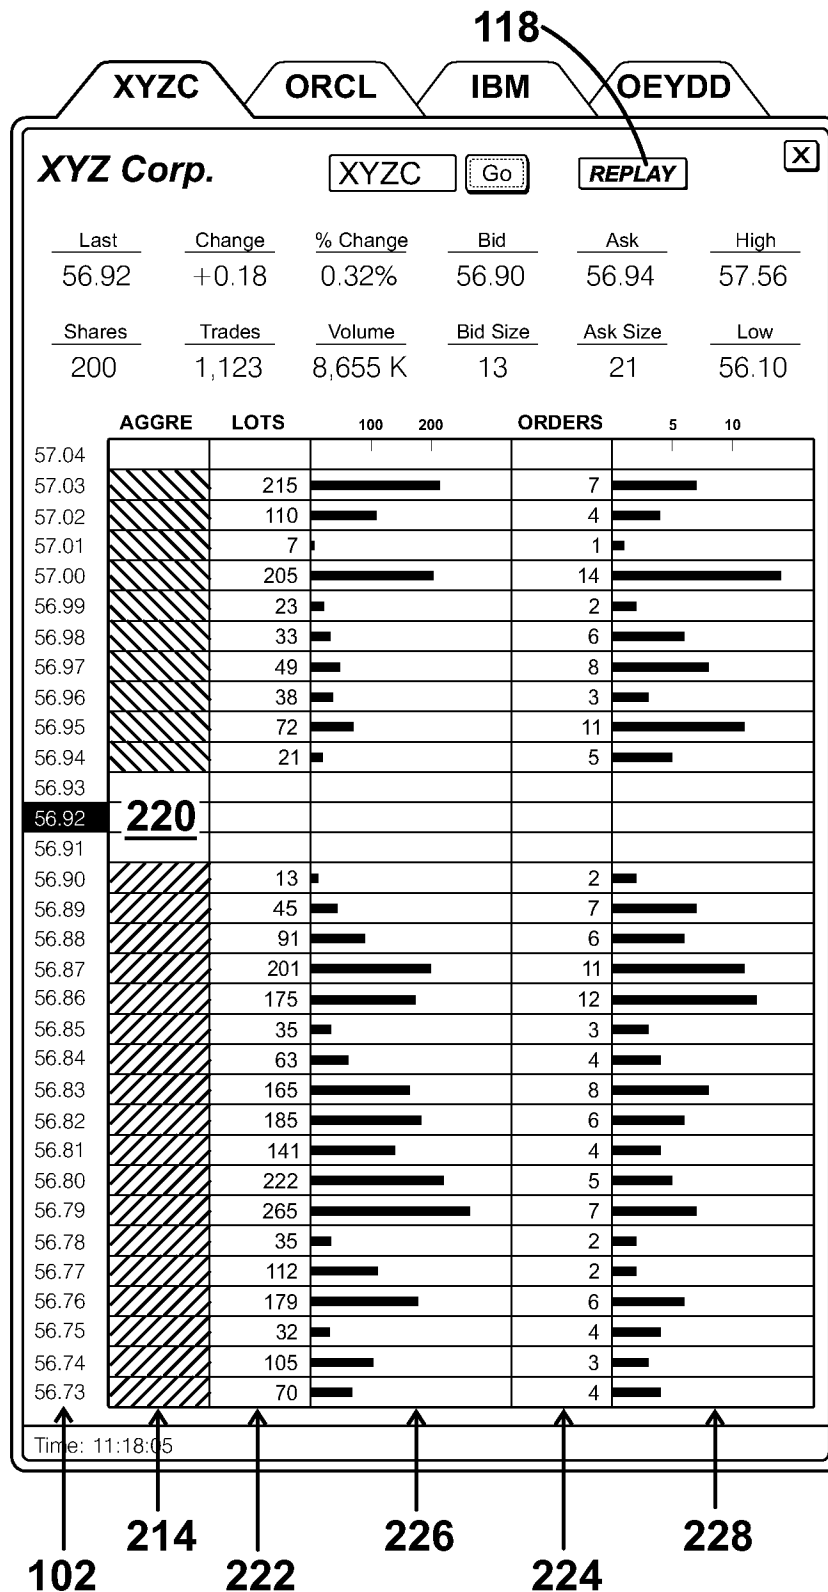 118
XYZC ORCL IBM OEYDD
XYZ Corp. XYZC Go REPLAY X
Last Change % Change Bid Ask High
56.92 +0.18 0.32% 56.90 56.94 57.56
Shares Trades Volume Bid Size Ask Size Low
200 1,123 8,655 K 13 21 56.10
AGGRE LOTS 100 200 ORDERS 5 10
57.04
57.03 215 7
57.02 110 4
57.01 7 1
57.00 205 14
56.99 23 2
56.98 33 6
56.97 49 8
56.96 38 3
56.95 72 11
56.94 21 5
56.93
56.92 220
56.91
56.90 13 2
56.89 45 7
56.88 91 6
56.87 201 11
56.86 175 12
56.85 35 3
56.84 63 4
56.83 165 8
56.82 185 6
56.81 141 4
56.80 222 5
56.79 265 7
56.78 35 2
56.77 112 2
56.76 179 6
56.75 32 4
56.74 105 3
56.73 70 4
Time: 11:18:05
214 226 228
102 222 224